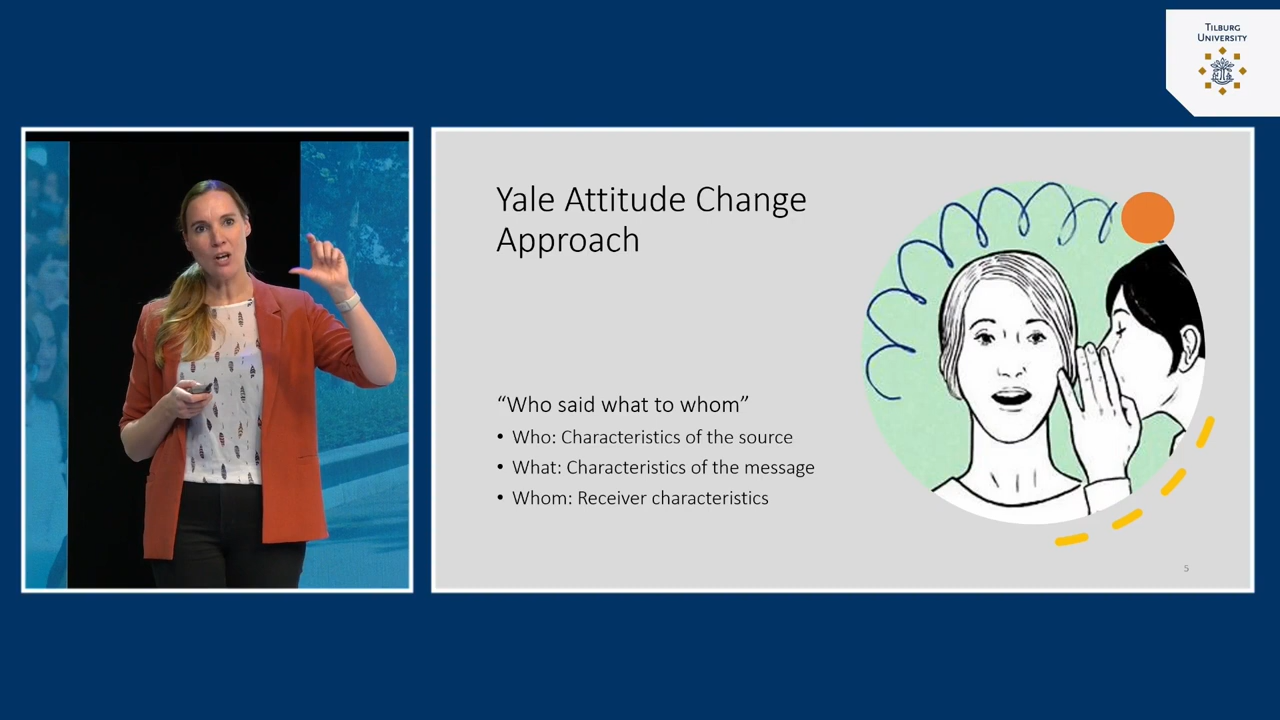 TILBURG
UNIVERSITY
Yale Attitude Change
Approach
“Who said what to whom”
• Who: Characteristics of the source
• What: Characteristics of the message
• Whom: Receiver characteristics
5